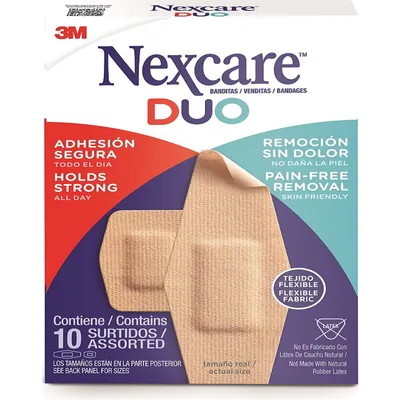 3M
Nexcare™
BANDITAS / VENDITAS / BANDAGES
DUO
ADHESIÓN
SEGURA
TODO EL DIA
HOLDS
STRONG
ALL DAY
REMOCIÓN
SIN DOLOR
NO DAÑA LA PIEL
PAIN-FREE
REMOVAL
SKIN FRIENDLY
TEJIDO
FLEXIBLE
FLEXIBLE
FABRIC
Contiene / Contains
10 SURTIDOS /
ASSORTED
LOS TAMAÑOS ESTÁN EN LA PARTE POSTERIOR
SEE BACK PANEL FOR SIZES
tamaño real /
actual size
LATEX
No Es Fabricado Con
Látex De Caucho Natural /
Not Made With Natural
Rubber Latex